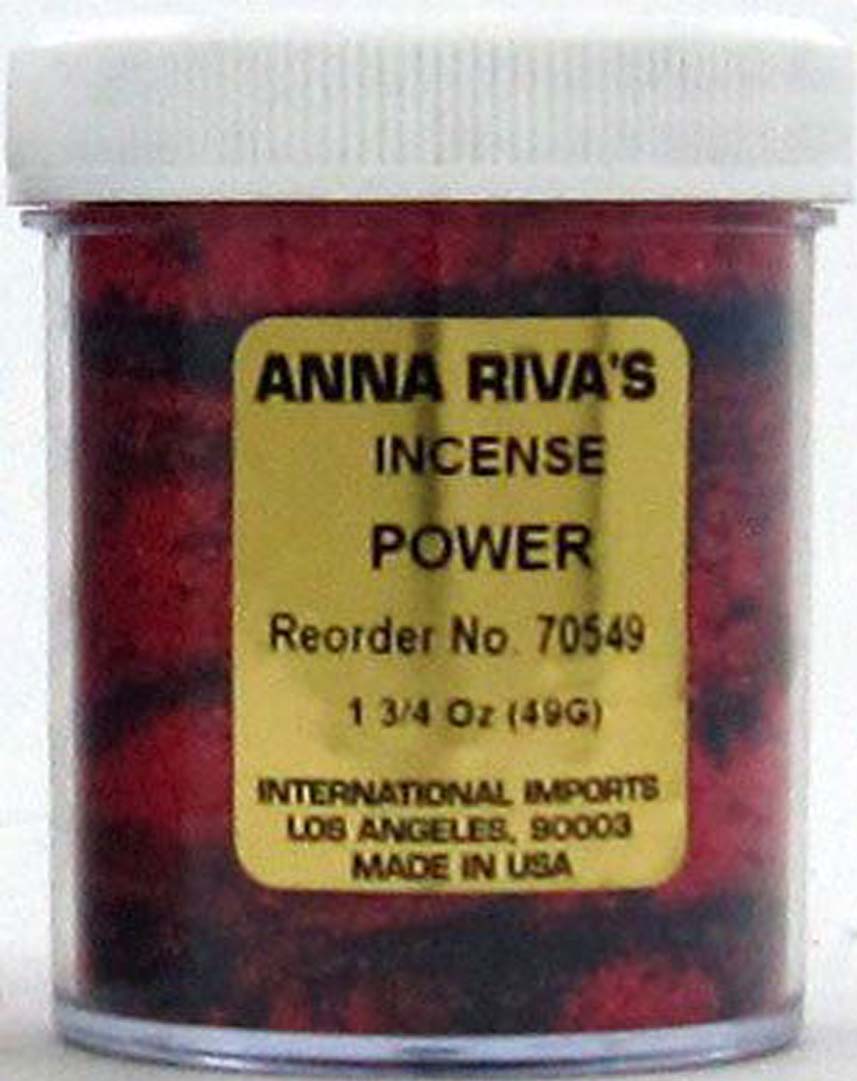 ANNA RIVA'S
INCENSE
POWER
Reorder No. 70549
1 3/4 Oz (49G)
INTERNATIONAL IMPORTS
LOS ANGELES, 90003
MADE IN USA